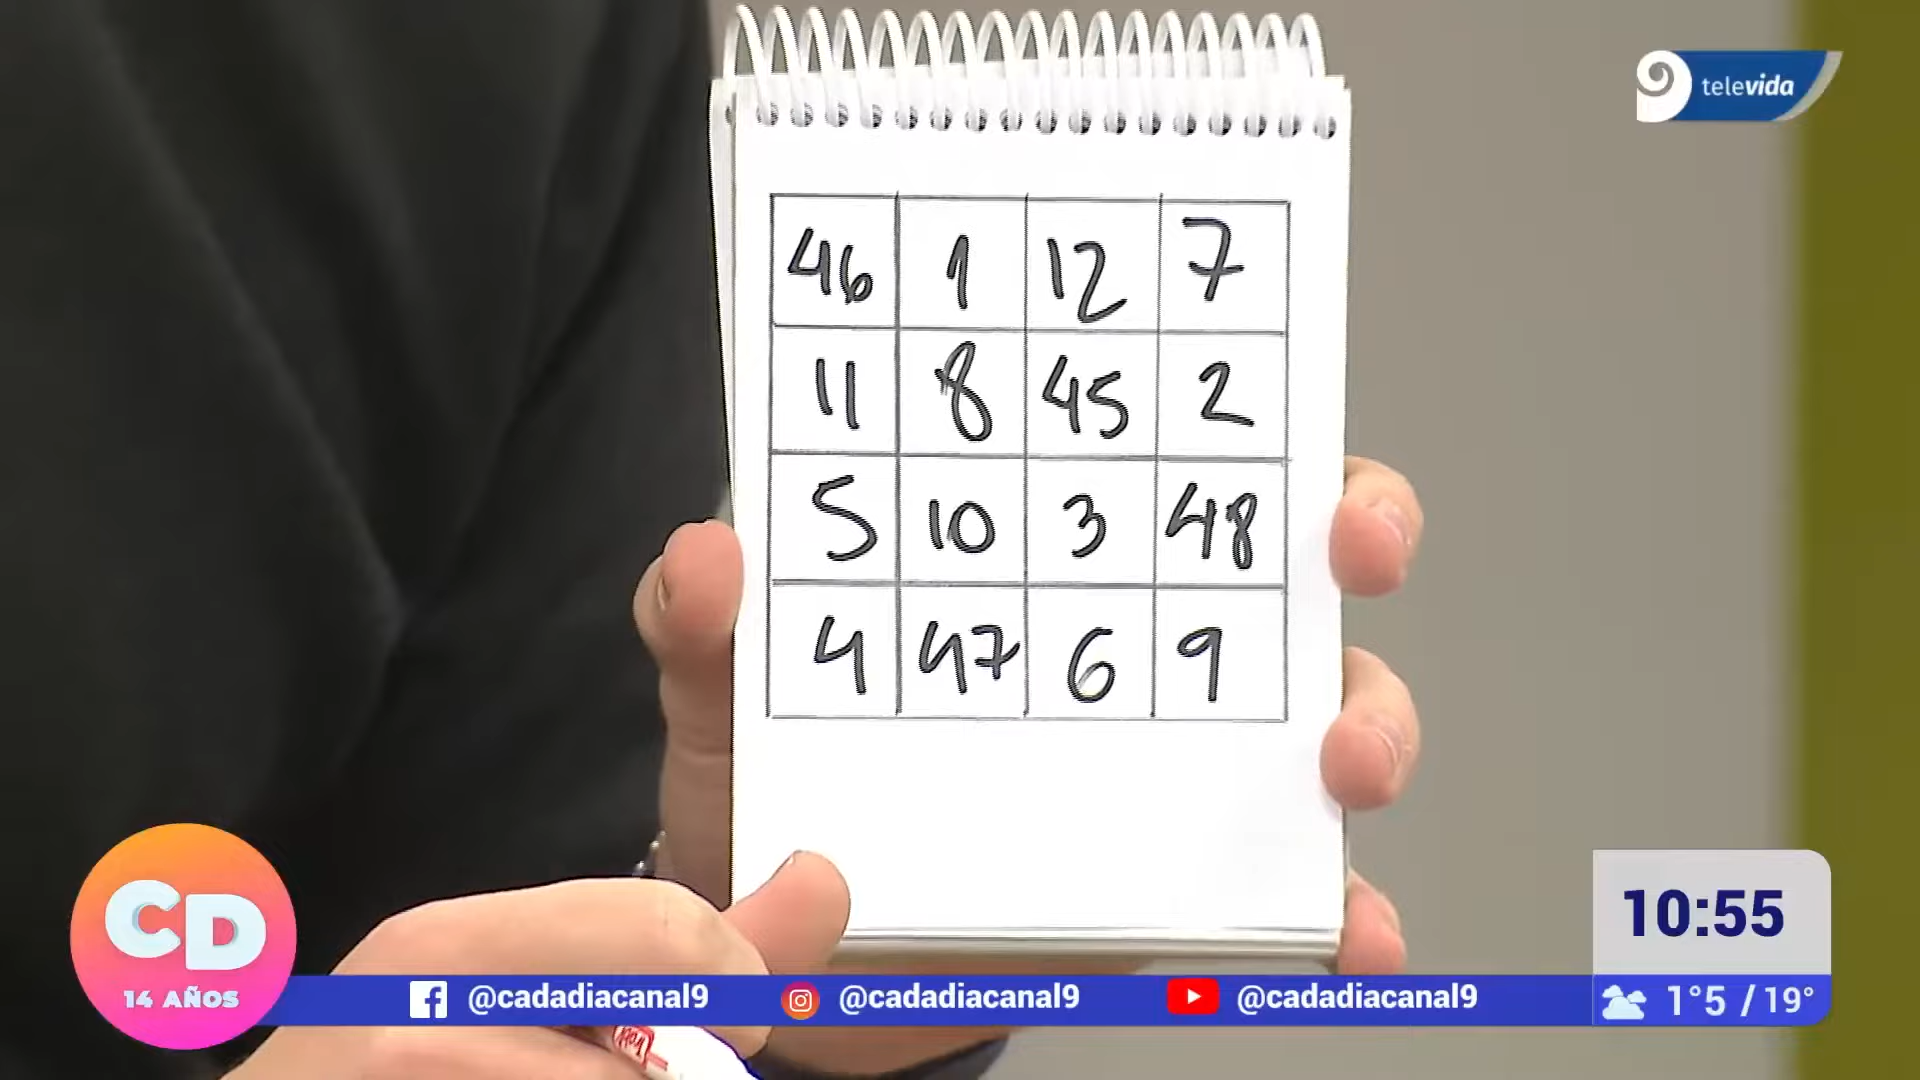 televida
46 1 12 7
11 8 45 2
5 10 3 48
4 47 6 9
CD
14 AÑOS
@cadadiacanal9 @cadadiacanal9 @cadadiacanal9
10:55
1°5 / 19°